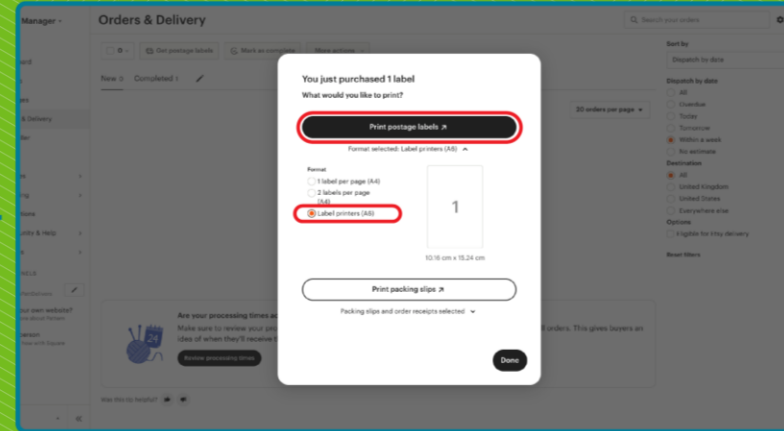 Manager
Orders & Delivery
Search your orders
0
Get postage labels
Mark as complete
More actions
New 0
Completed 1
30 orders per page
Sort by
Dispatch by date
Dispatch by date
All
Overdue
Today
Tomorrow
Within a week
No estimate
Destination
All
United Kingdom
United States
Everywhere else
Options
Eligible for Etsy delivery
Reset filters
& Delivery
You just purchased 1 label
What would you like to print?
Print postage labels
Format selected: Label printers (A6)
Format
1 label per page (A4)
2 labels per page
(A4)
Label printers (A6)
1
10.16 cm x 15.24 cm
Print packing slips
Packing slips and order receipts selected
Done
24
Are your processing times
Make sure to review your
idea of when they'll receive
orders. This gives buyers an
Review processing times
Was this to helpful?